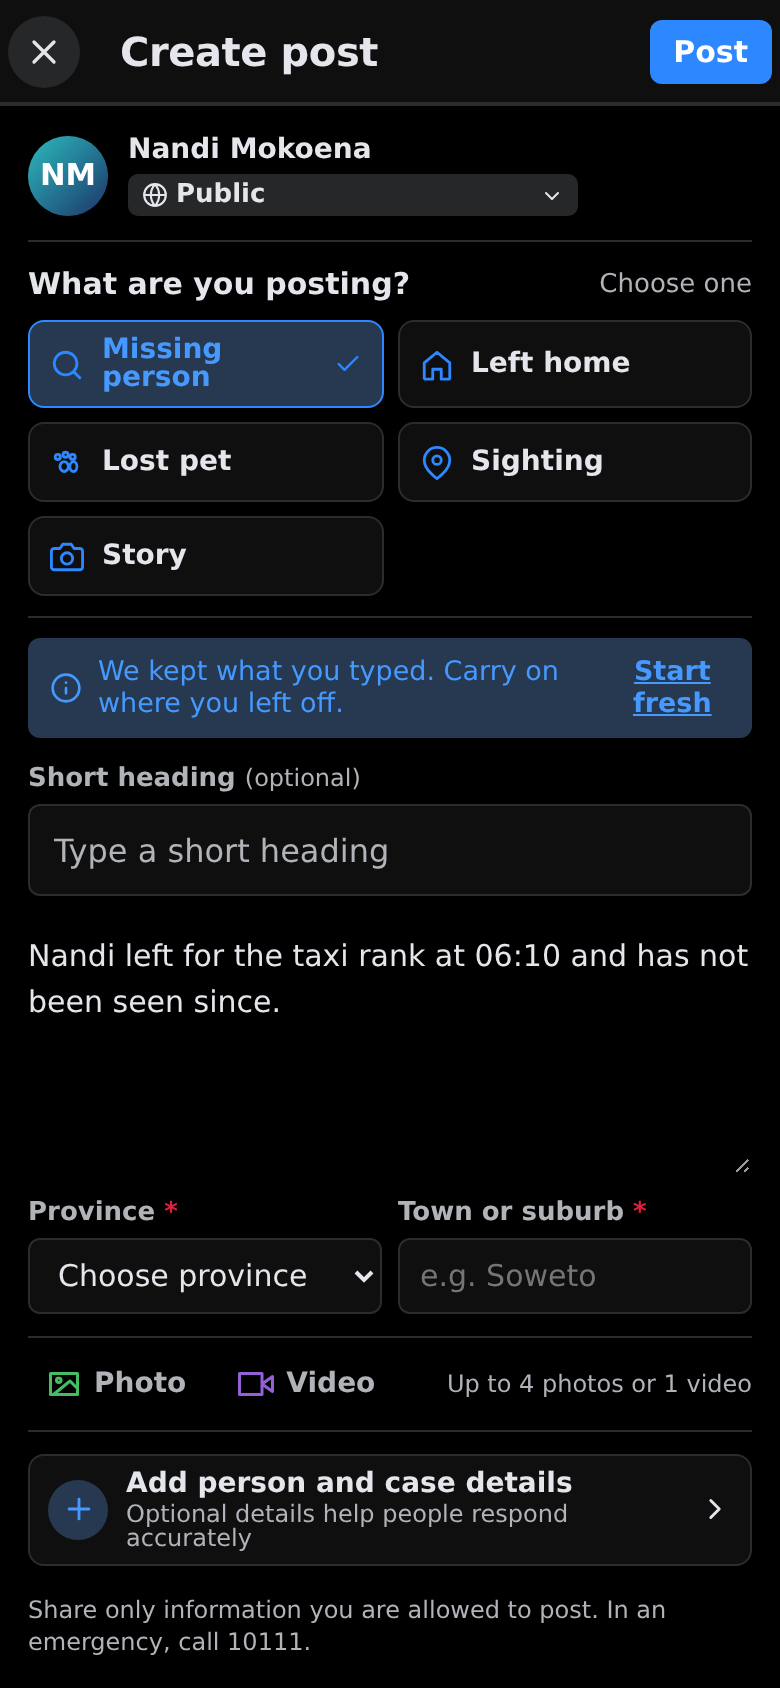 Create post
Post
NM
Nandi Mokoena
Public
What are you posting?
Choose one
Missing
person
Left home
Lost pet
Sighting
Story
We kept what you typed. Carry on
where you left off.
Start
fresh
Short heading (optional)
Type a short heading
Nandi left for the taxi rank at 06:10 and has not
been seen since.
Province *
Town or suburb *
Choose province
e.g. Soweto
Photo
Video
Up to 4 photos or 1 video
Add person and case details
Optional details help people respond
accurately
Share only information you are allowed to post. In an
emergency, call 10111.